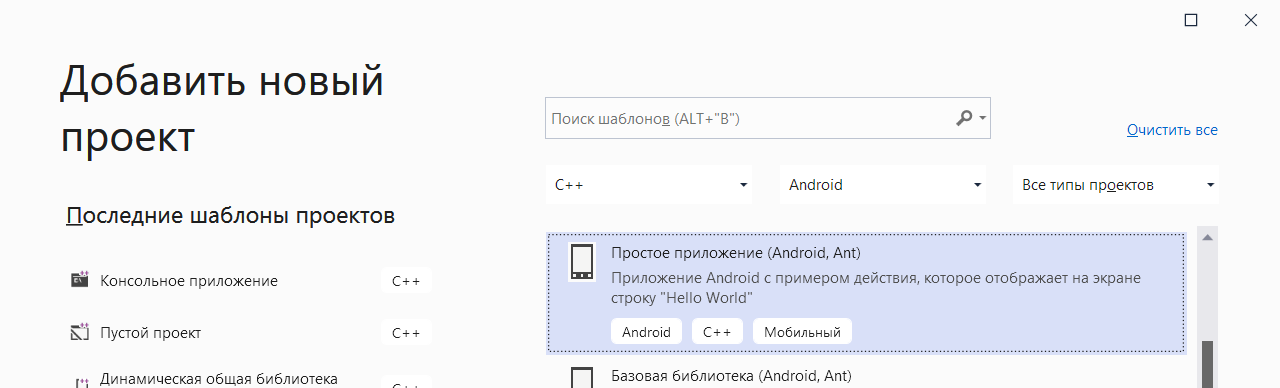 Добавить новый
проект
Последние шаблоны проектов
Консольное приложение C++
Пустой проект C++
Динамическая общая библиотека
C++
Поиск шаблонов (ALT+"В")
Очистить все
C++ Android Все типы проектов
Простое приложение (Android, Ant)
Приложение Android с примером действия, которое отображает на экране
строку "Hello World"
Android C++ Мобильный
Базовая библиотека (Android, Ant)